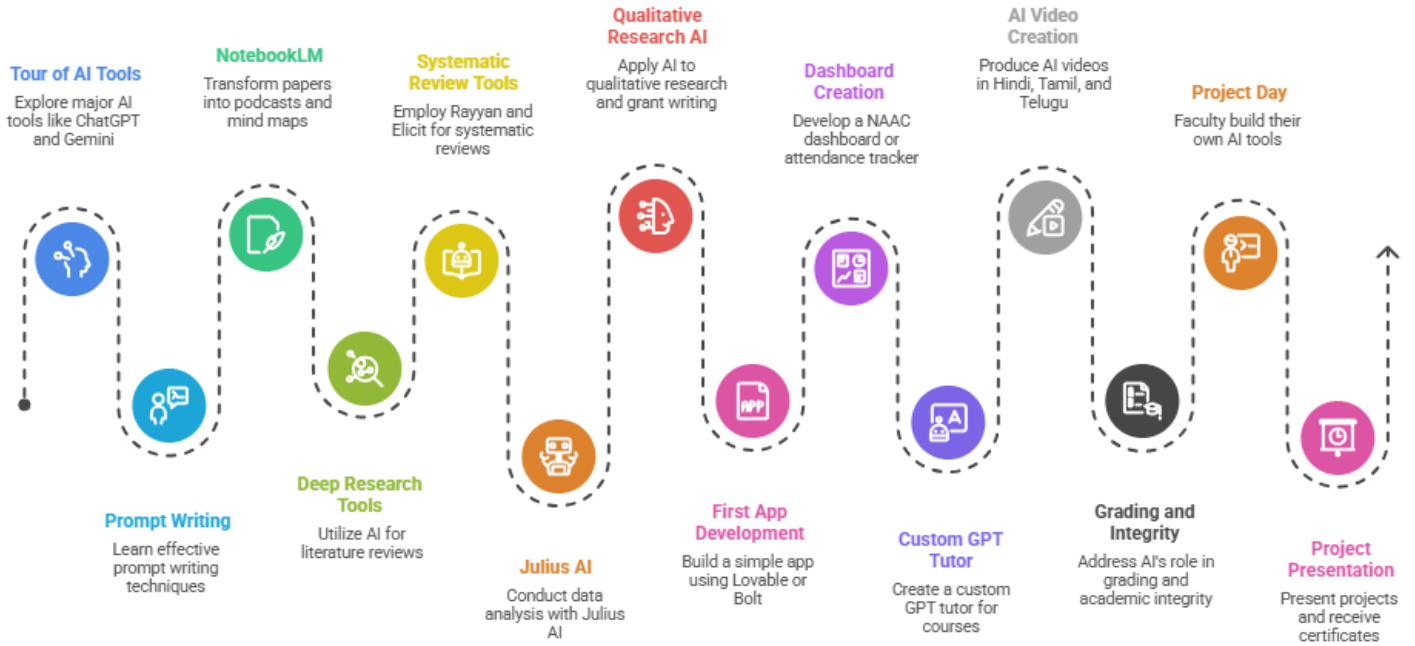 Tour of AI Tools
Explore major AI
tools like ChatGPT
and Gemini
Prompt Writing
Learn effective
prompt writing
techniques
NotebookLM
Transform papers
into podcasts and
mind maps
Deep Research
Tools
Utilize AI for
literature reviews
Systematic
Review Tools
Employ Rayyan and
Elicit for systematic
reviews
Julius AI
Conduct data
analysis with Julius
AI
Qualitative
Research AI
Apply AI to
qualitative research
and grant writing
APP
First App
Development
Build a simple app
using Lovable or
Bolt
Dashboard
Creation
Develop a NAAC
dashboard or
attendance tracker
A
Custom GPT
Tutor
Create a custom
GPT tutor for
courses
AI Video
Creation
Produce AI videos
in Hindi, Tamil, and
Telugu
Grading and
Integrity
Address AI's role in
grading and
academic integrity
Project Day
Faculty build their
own AI tools
Project
Presentation
Present projects
and receive
certificates